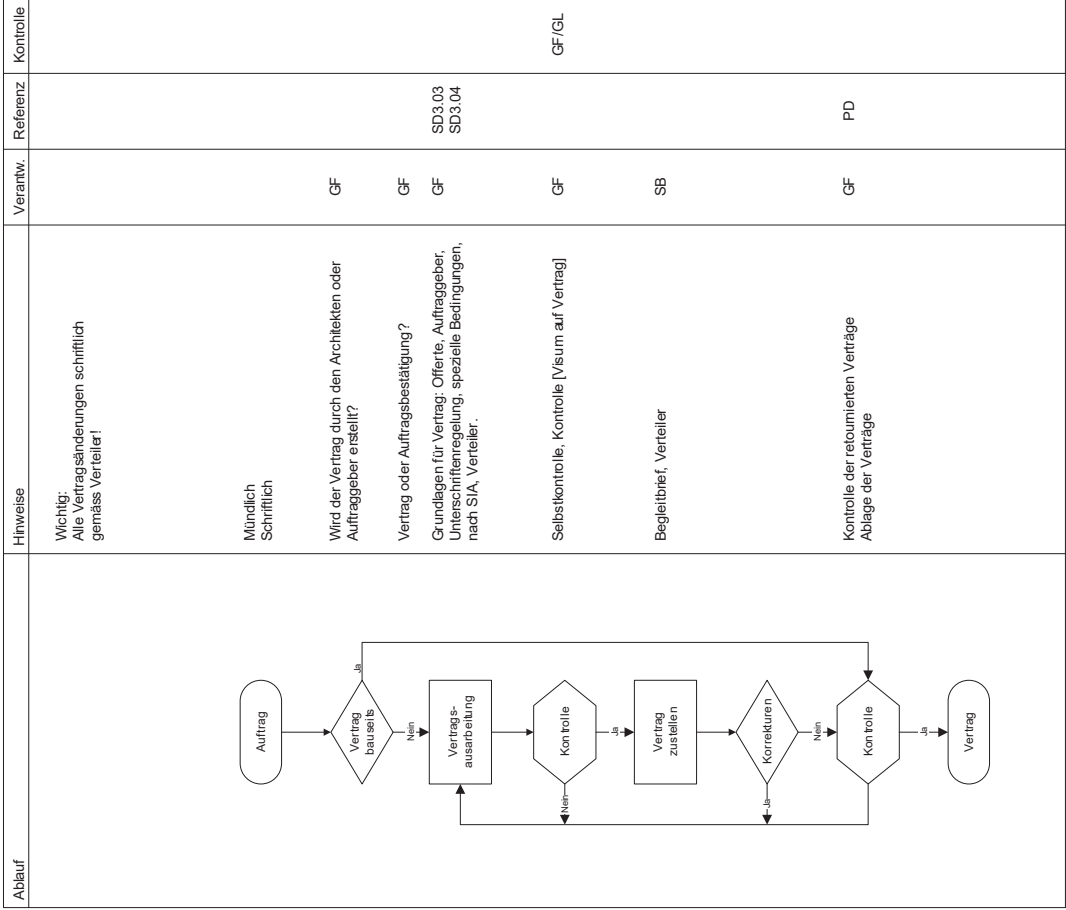 Ablauf
Hinweise
Verantw.
Referenz
Kontrolle
Wichtig:
Alle Vertragsänderungen schriftlich
gemäss Verteiler!
Auftrag
Mündlich
Schriftlich
Vertrag
bauseits
Ja
Nein
Wird der Vertrag durch den Architekten oder
Auftraggeber erstellt?
GF
Vertrag oder Auftragsbestätigung?
GF
Vertrags-
ausarbeitung
Grundlagen für Vertrag: Offerte, Auftraggeber,
Unterschriftenregelung, spezielle Bedingungen,
nach SIA, Verteiler.
GF
SD3.03
SD3.04
Kontrolle
Nein
Ja
Selbstkontrolle, Kontrolle [Visum auf Vertrag]
GF
GF/GL
Vertrag
zustellen
Begleitbrief, Verteiler
SB
Korrekturen
Ja
Nein
Kontrolle
Ja
Kontrolle der retournierten Verträge
Ablage der Verträge
GF
PD
Vertrag